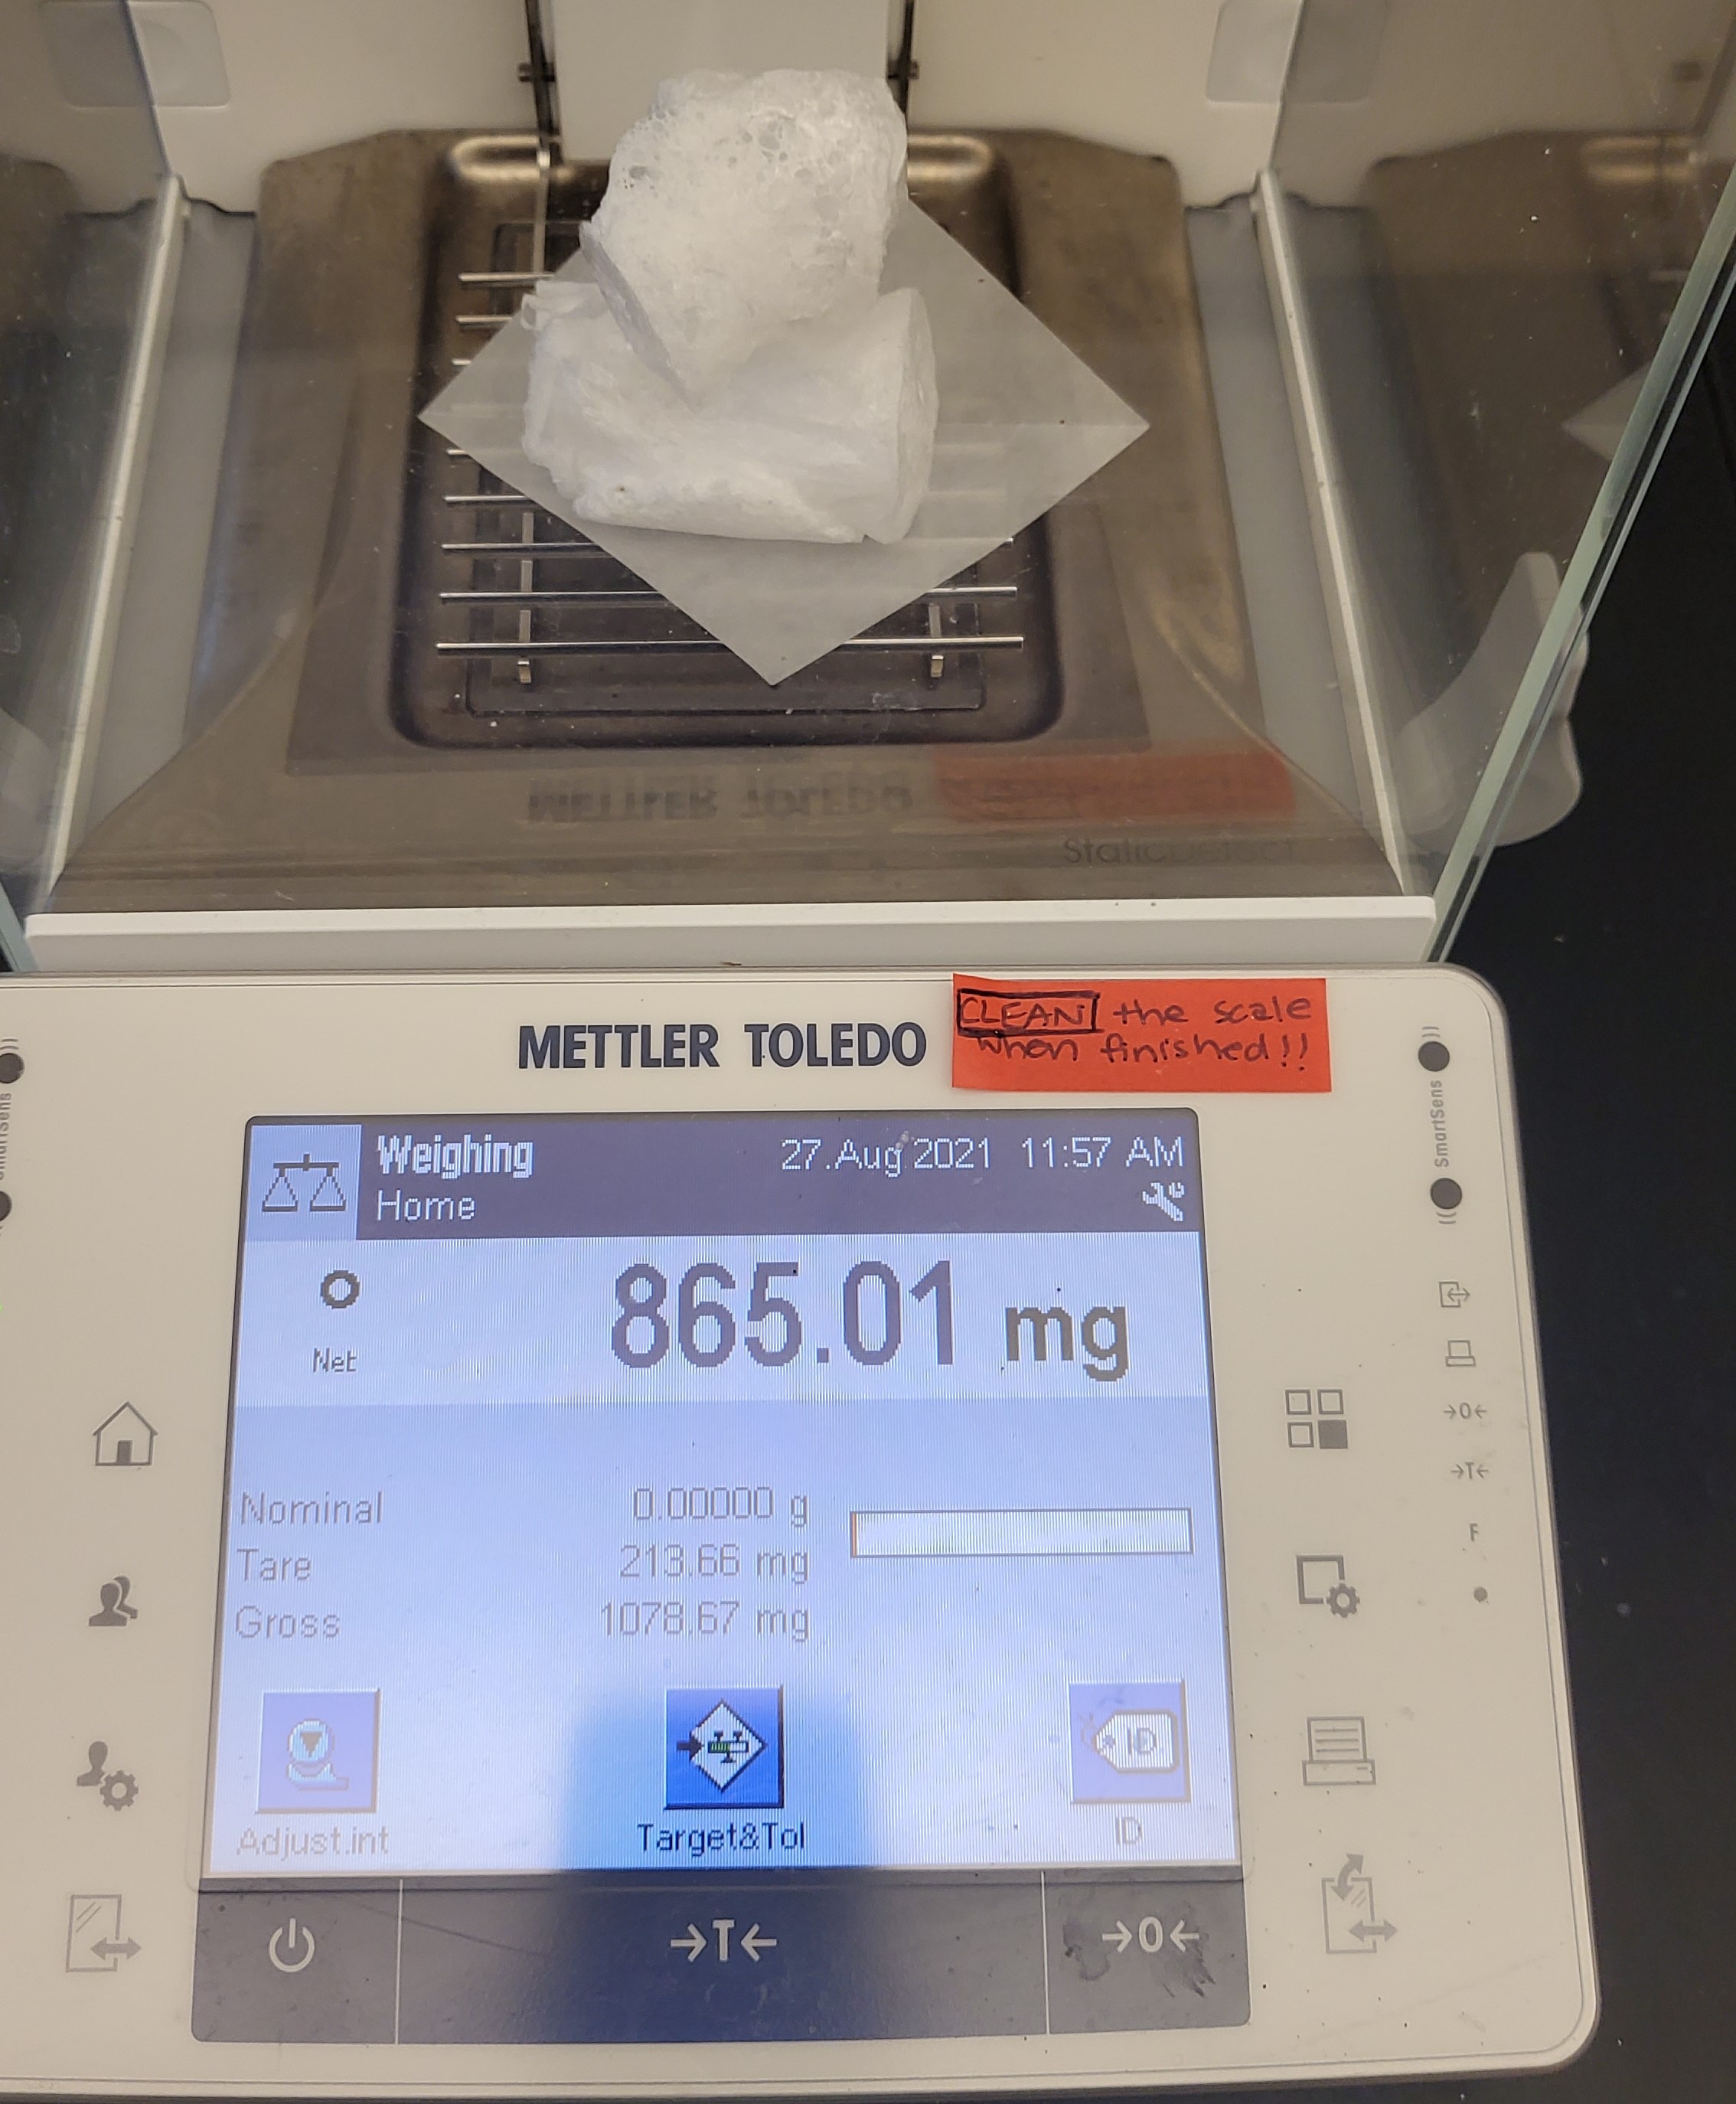 StaticDetect
METTLER TOLEDO
CLEAN the scale
when finished!!
SmartSens
SmartSens
Weighing
27.Aug 2021 11:57 AM
Home
865.01 mg
Net
Nominal 0.00000 g
Tare 213.66 mg
Gross 1078.67 mg
Adjust.int
Target&Tol
ID
ID
→0←
→T←
F
→T←
→0←